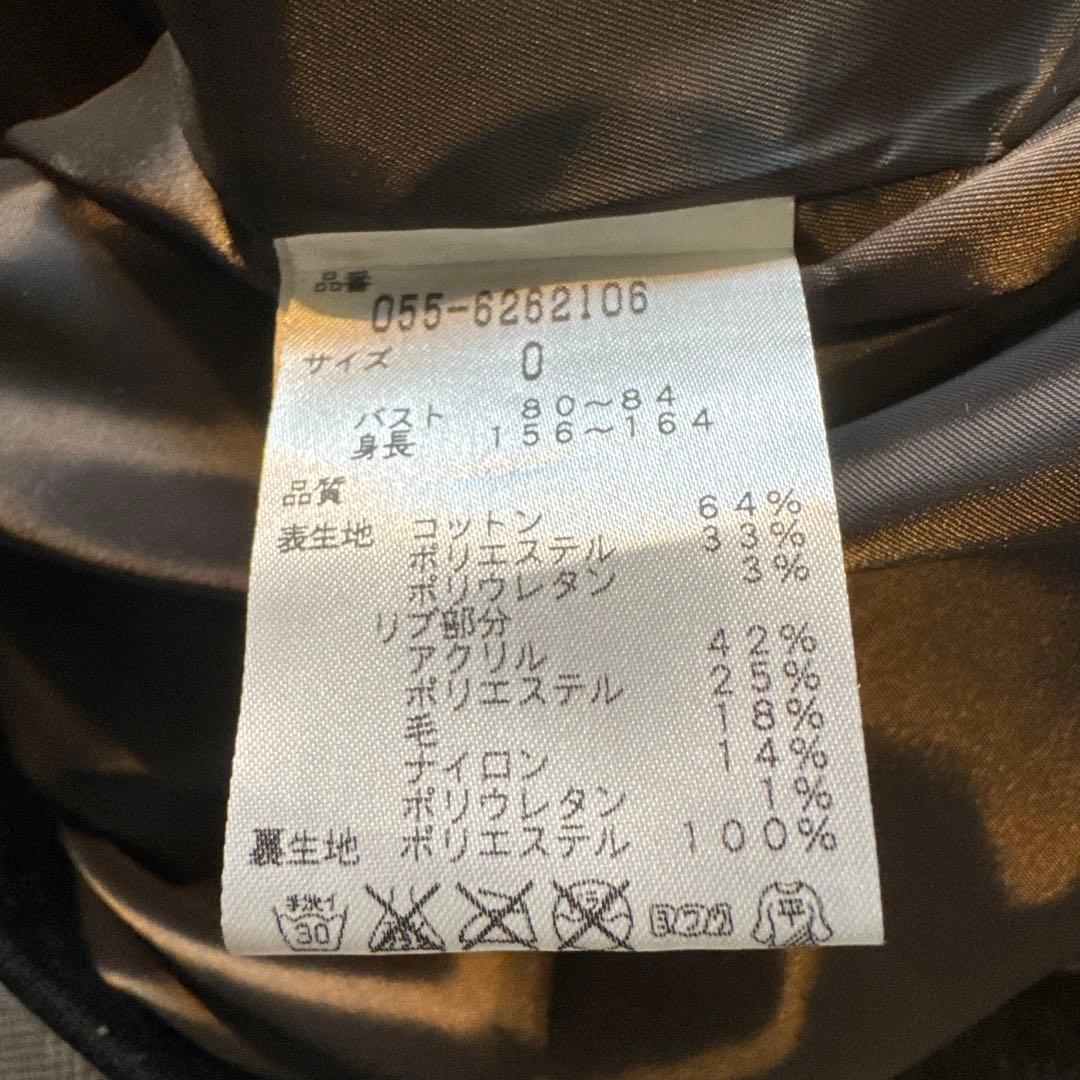 品番
055-6262106
サイズ 0
バスト 80〜84
身長 156〜164
品質
表生地 コットン 64%
ポリエステル 33%
ポリウレタン 3%
リブ部分
アクリル 42%
ポリエステル 25%
毛 18%
ナイロン 14%
ポリウレタン 1%
裏生地 ポリエステル 100%
手洗イ 30 平